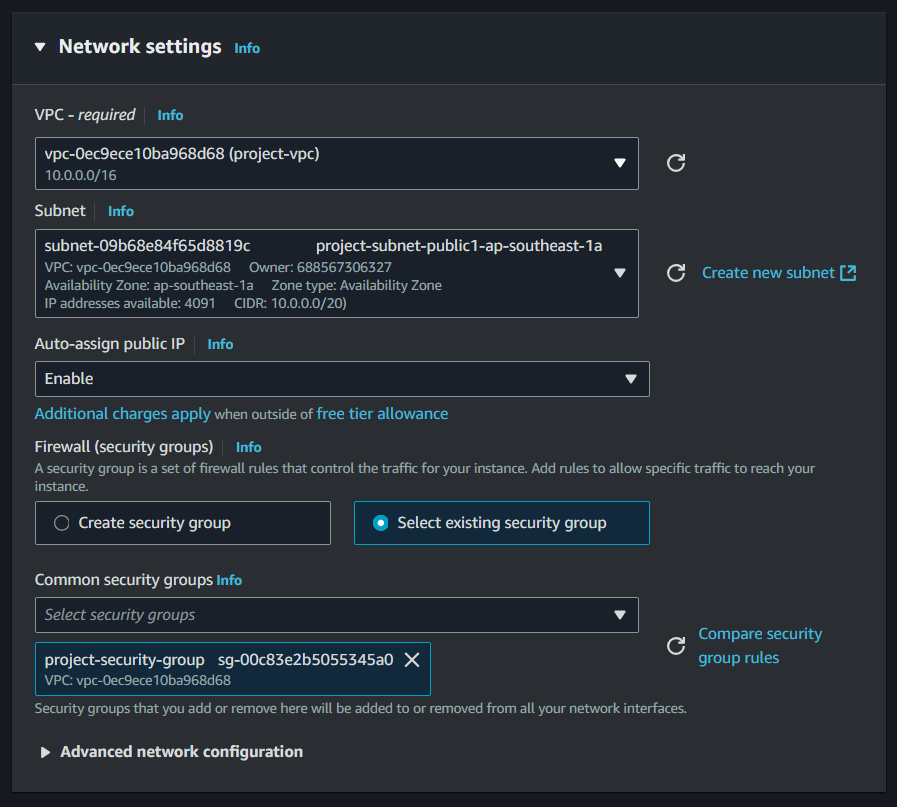 Network settings Info
VPC - required Info
vpc-0ec9ece10ba968d68 (project-vpc)
10.0.0.0/16
Subnet Info
subnet-09b68e84f65d8819c project-subnet-public1-ap-southeast-1a
VPC: vpc-0ec9ece10ba968d68 Owner: 688567306327
Availability Zone: ap-southeast-1a Zone type: Availability Zone
IP addresses available: 4091 CIDR: 10.0.0.0/20)
Create new subnet
Auto-assign public IP Info
Enable
Additional charges apply when outside of free tier allowance
Firewall (security groups) Info
A security group is a set of firewall rules that control the traffic for your instance. Add rules to allow specific traffic to reach your
instance.
Create security group
Select existing security group
Common security groups Info
Select security groups
Compare security
group rules
project-security-group sg-00c83e2b5055345a0
VPC: vpc-0ec9ece10ba968d68
Security groups that you add or remove here will be added to or removed from all your network interfaces.
Advanced network configuration